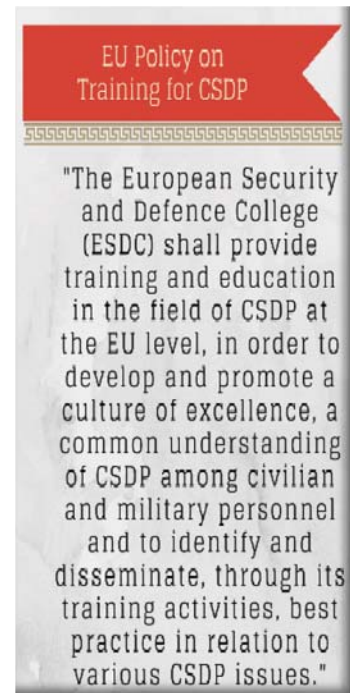 EU Policy on
Training for CSDP
"The European Security
and Defence College
(ESDC) shall provide
training and education
in the field of CSDP at
the EU level, in order to
develop and promote a
culture of excellence, a
common understanding
of CSDP among civilian
and military personnel
and to identify and
disseminate, through its
training activities, best
practice in relation to
various CSDP issues."